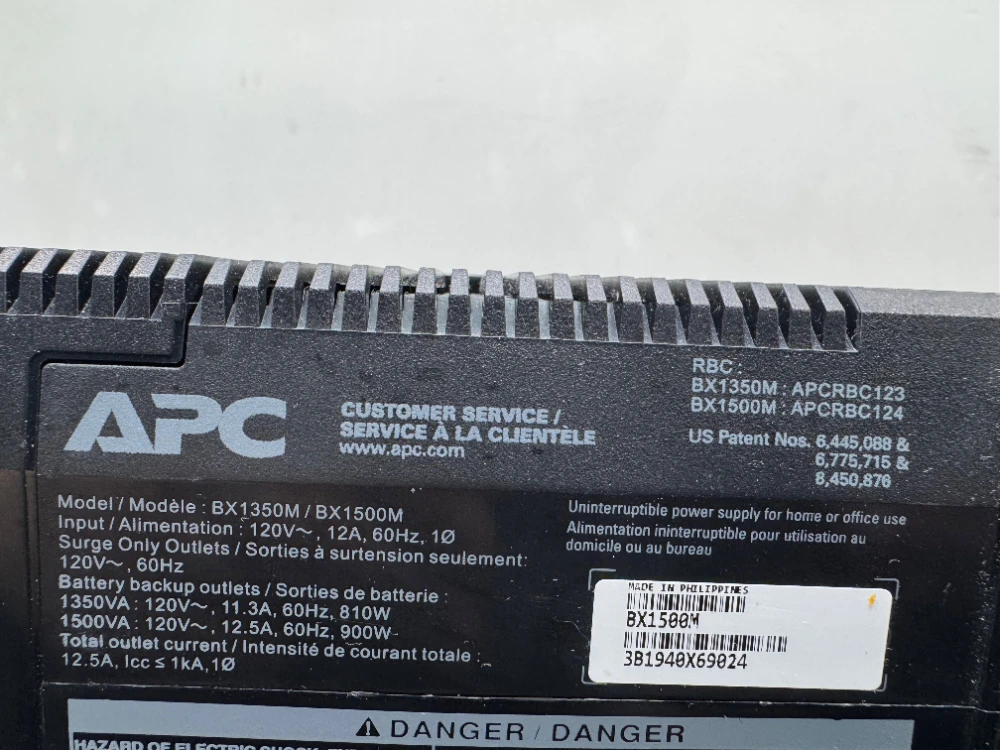 RBC :
BX1350M : APCRBC123
BX1500M : APCRBC124
APC
CUSTOMER SERVICE /
SERVICE À LA CLIENTÈLE
www.apc.com
US Patent Nos. 6,445,088 &
6,775,715 &
8,450,876
Model / Modèle : BX1350M / BX1500M
Input / Alimentation : 120V~, 12A, 60Hz, 1Ø
Surge Only Outlets / Sorties à surtension seulement:
120V~, 60Hz
Battery backup outlets / Sorties de batterie :
1350VA : 120V~, 11.3A, 60Hz, 810W
1500VA : 120V~, 12.5A, 60Hz, 900W
Total outlet current / Intensité de courant totale :
12.5A, Icc ≤ 1kA,1Ø
Uninterruptible power supply for home or office use
Alimentation ininterruptible pour utilisation au
domicile ou au bureau
MADE IN PHILIPPINES
BX1500M
3B1940X69024
DANGER / DANGER
HAZARD OF ELECTRIC SHOCK,